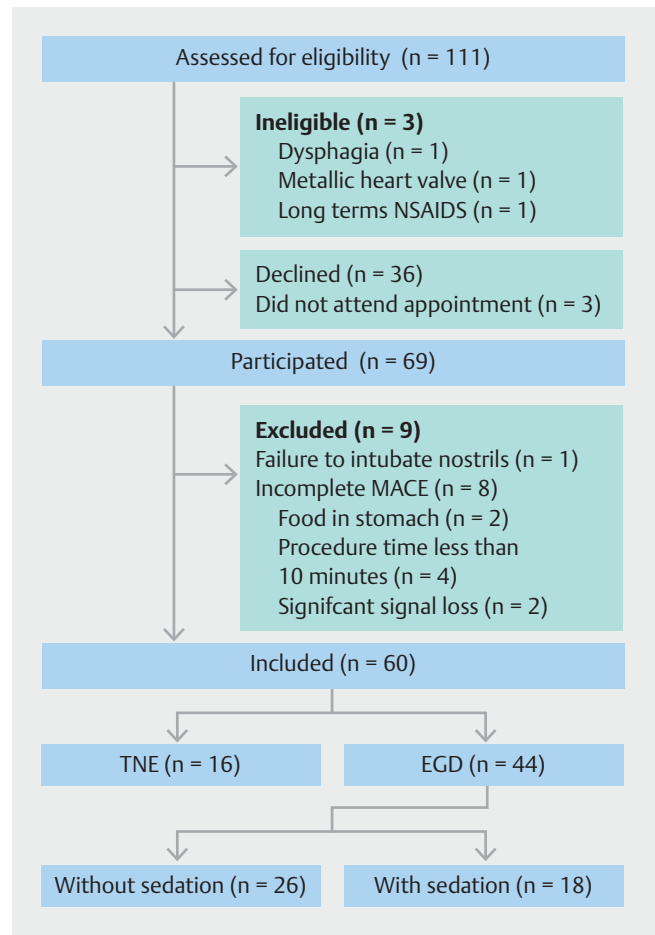 Assessed for eligibility (n = 111)
Ineligible (n = 3)
Dysphagia (n = 1)
Metallic heart valve (n = 1)
Long terms NSAIDS (n = 1)
Declined (n = 36)
Did not attend appointment (n = 3)
Participated (n = 69)
Excluded (n = 9)
Failure to intubate nostrils (n = 1)
Incomplete MACE (n = 8)
Food in stomach (n = 2)
Procedure time less than
10 minutes (n = 4)
Signifcant signal loss (n = 2)
Included (n = 60)
TNE (n = 16)
EGD (n = 44)
Without sedation (n = 26)
With sedation (n = 18)